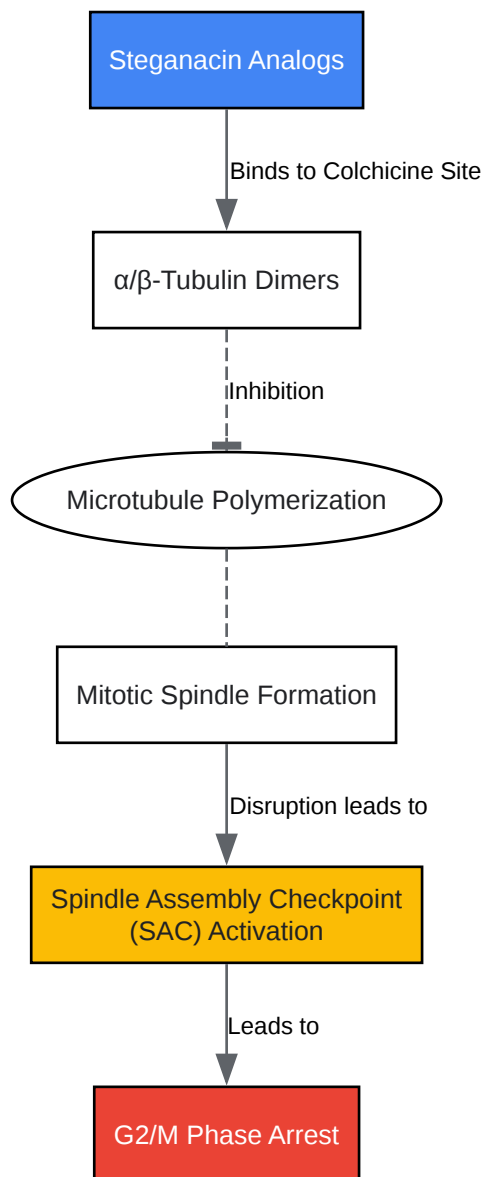 Steganacin Analogs
Binds to Colchicine Site
α/β-Tubulin Dimers
Inhibition
Microtubule Polymerization
Mitotic Spindle Formation
Disruption leads to
Spindle Assembly Checkpoint
(SAC) Activation
Leads to
G2/M Phase Arrest